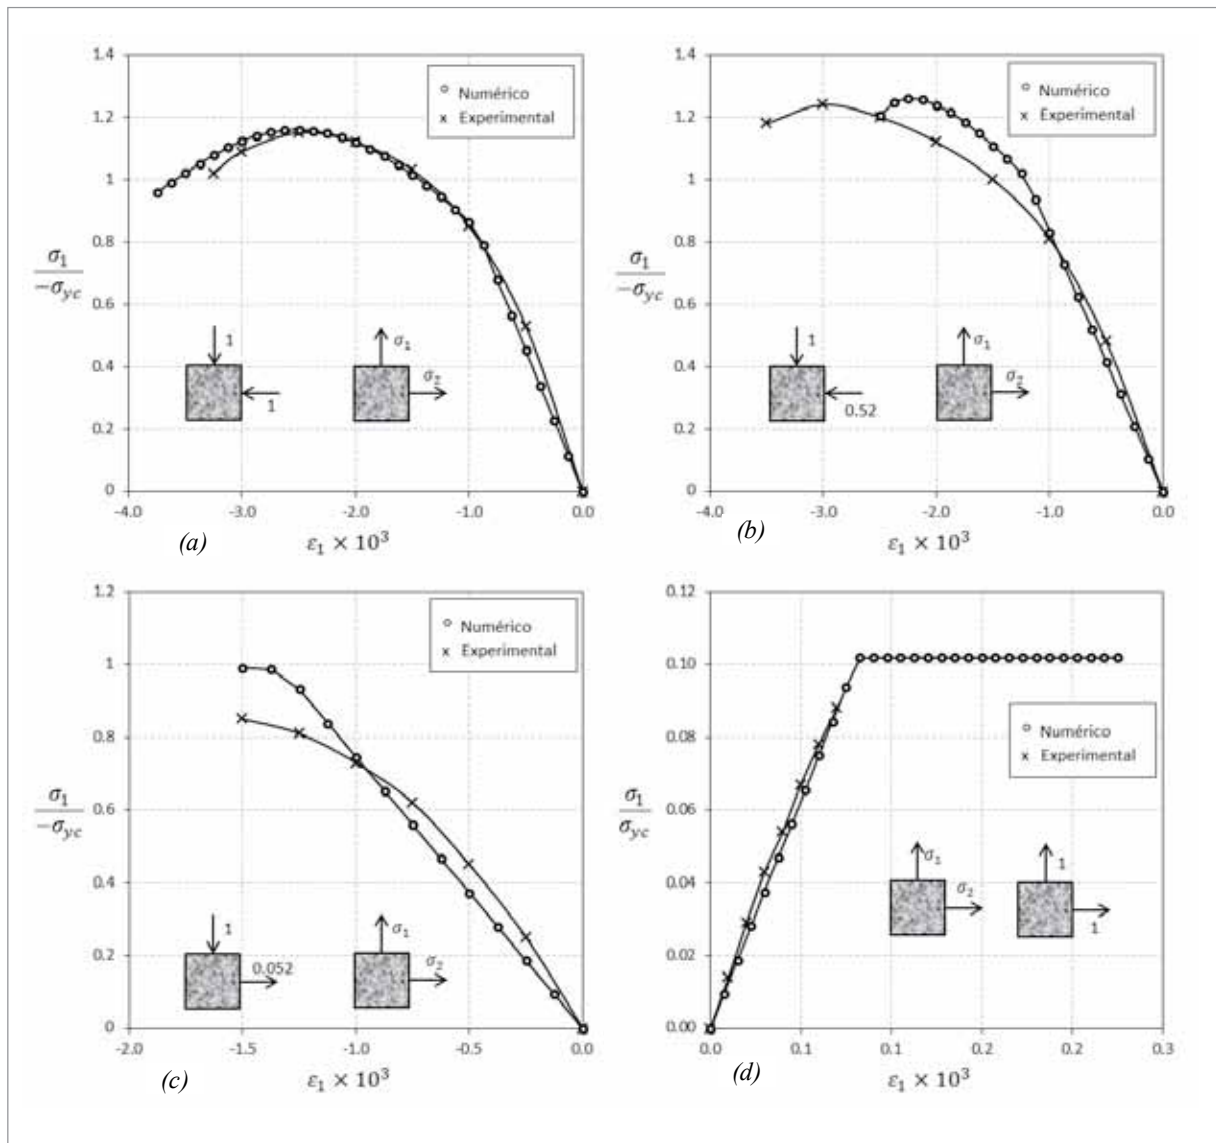 1.4
1.2
1
0.8
0.6
0.4
0.2
0
-4.0 -3.0 -2.0 -1.0 0.0
σ₁
−σyc
ε₁ × 10³
Numérico
Experimental
1
1
σ₁
σ₂
(a)
1.4
1.2
1
0.8
0.6
0.4
0.2
0
-4.0 -3.0 -2.0 -1.0 0.0
σ₁
−σyc
ε₁ × 10³
Numérico
Experimental
1
0.52
σ₁
σ₂
(b)
1.2
1
0.8
0.6
0.4
0.2
0
-2.0 -1.5 -1.0 -0.5 0.0
σ₁
−σyc
ε₁ × 10³
Numérico
Experimental
1
0.052
σ₁
σ₂
(c)
0.12
0.10
0.08
0.06
0.04
0.02
0.00
0.0 0.1 0.1 0.2 0.2 0.3
σ₁
σyc
ε₁ × 10³
Numérico
Experimental
σ₁
σ₂
1
1
(d)